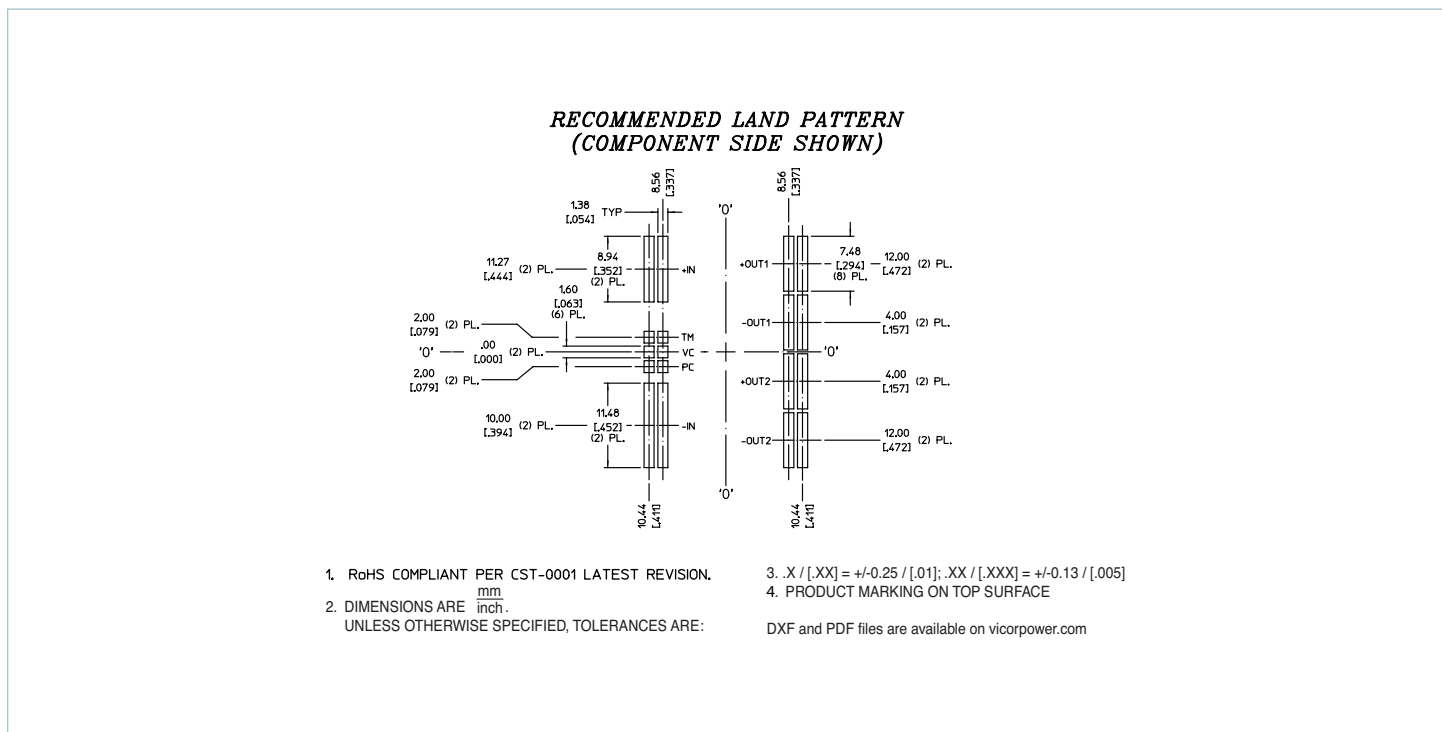 RECOMMENDED LAND PATTERN
(COMPONENT SIDE SHOWN)
8.56
[.337]
8.56
[.337]
1.38
[.054]
TYP
'0'
11.27
[.444]
(2) PL.
8.94
[.352]
(2) PL.
+IN
+OUT1
7.48
[.294]
(8) PL.
12.00
[.472]
(2) PL.
1.60
[.063]
(6) PL.
2.00
[.079]
(2) PL.
TM
-OUT1
4.00
[.157]
(2) PL.
'0'
.00
[.000]
(2) PL.
VC
'0'
2.00
[.079]
(2) PL.
PC
+OUT2
4.00
[.157]
(2) PL.
10.00
[.394]
(2) PL.
11.48
[.452]
(2) PL.
-IN
-OUT2
12.00
[.472]
(2) PL.
'0'
10.44
[.411]
10.44
[.411]
1. RoHS COMPLIANT PER CST-0001 LATEST REVISION.
2. DIMENSIONS ARE mm
inch.
UNLESS OTHERWISE SPECIFIED, TOLERANCES ARE:
3. .X / [.XX] = +/-0.25 / [.01]; .XX / [.XXX] = +/-0.13 / [.005]
4. PRODUCT MARKING ON TOP SURFACE
DXF and PDF files are available on vicorpower.com